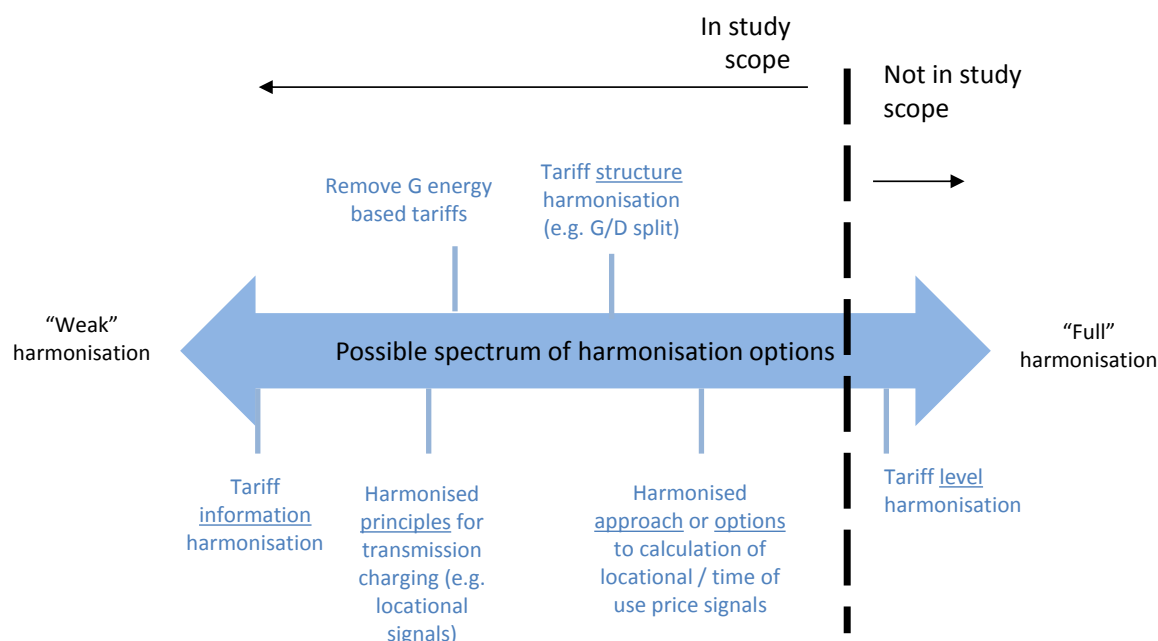 In study
scope
Not in study
scope
Remove G energy
based tariffs
Tariff structure
harmonisation
(e.g. G/D split)
"Weak"
harmonisation
Possible spectrum of harmonisation options
"Full"
harmonisation
Tariff
information
harmonisation
Harmonised
principles for
transmission
charging (e.g.
locational
signals)
Harmonised
approach or options
to calculation of
locational / time of
use price signals
Tariff level
harmonisation